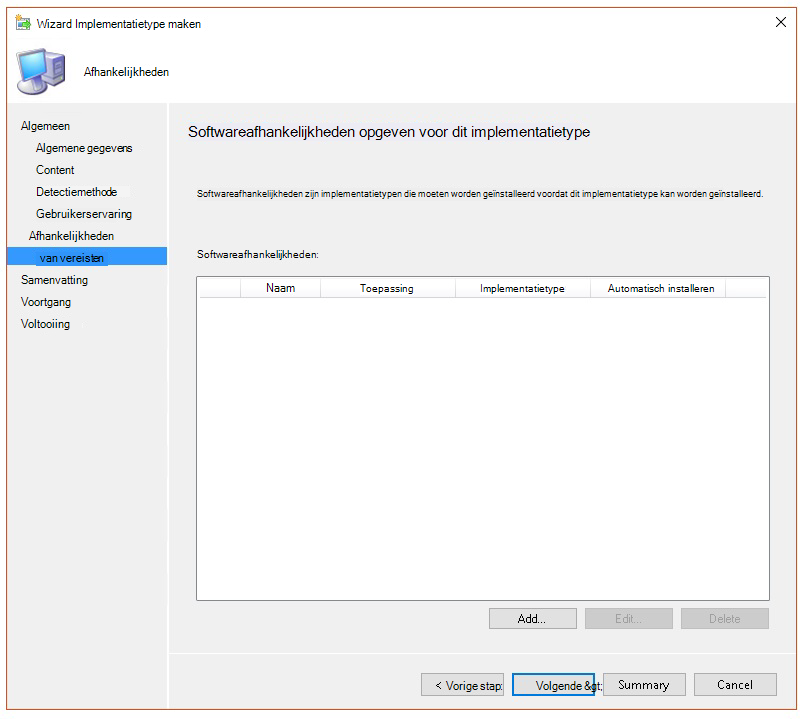 Wizard Implementatietype maken
Afhankelijkheden
Algemeen
Algemene gegevens
Content
Detectiemethode
Gebruikerservaring
Afhankelijkheden
van vereisten
Samenvatting
Voortgang
Voltooiing
Softwareafhankelijkheden opgeven voor dit implementatietype
Softwareafhankelijkheden zijn implementatietypen die moeten worden geïnstalleerd voordat dit implementatietype kan worden geïnstalleerd.
Softwareafhankelijkheden:
Naam Toepassing Implementatietype Automatisch installeren
Add... Edit... Delete
< Vorige stap: Volgende &gt; Summary Cancel